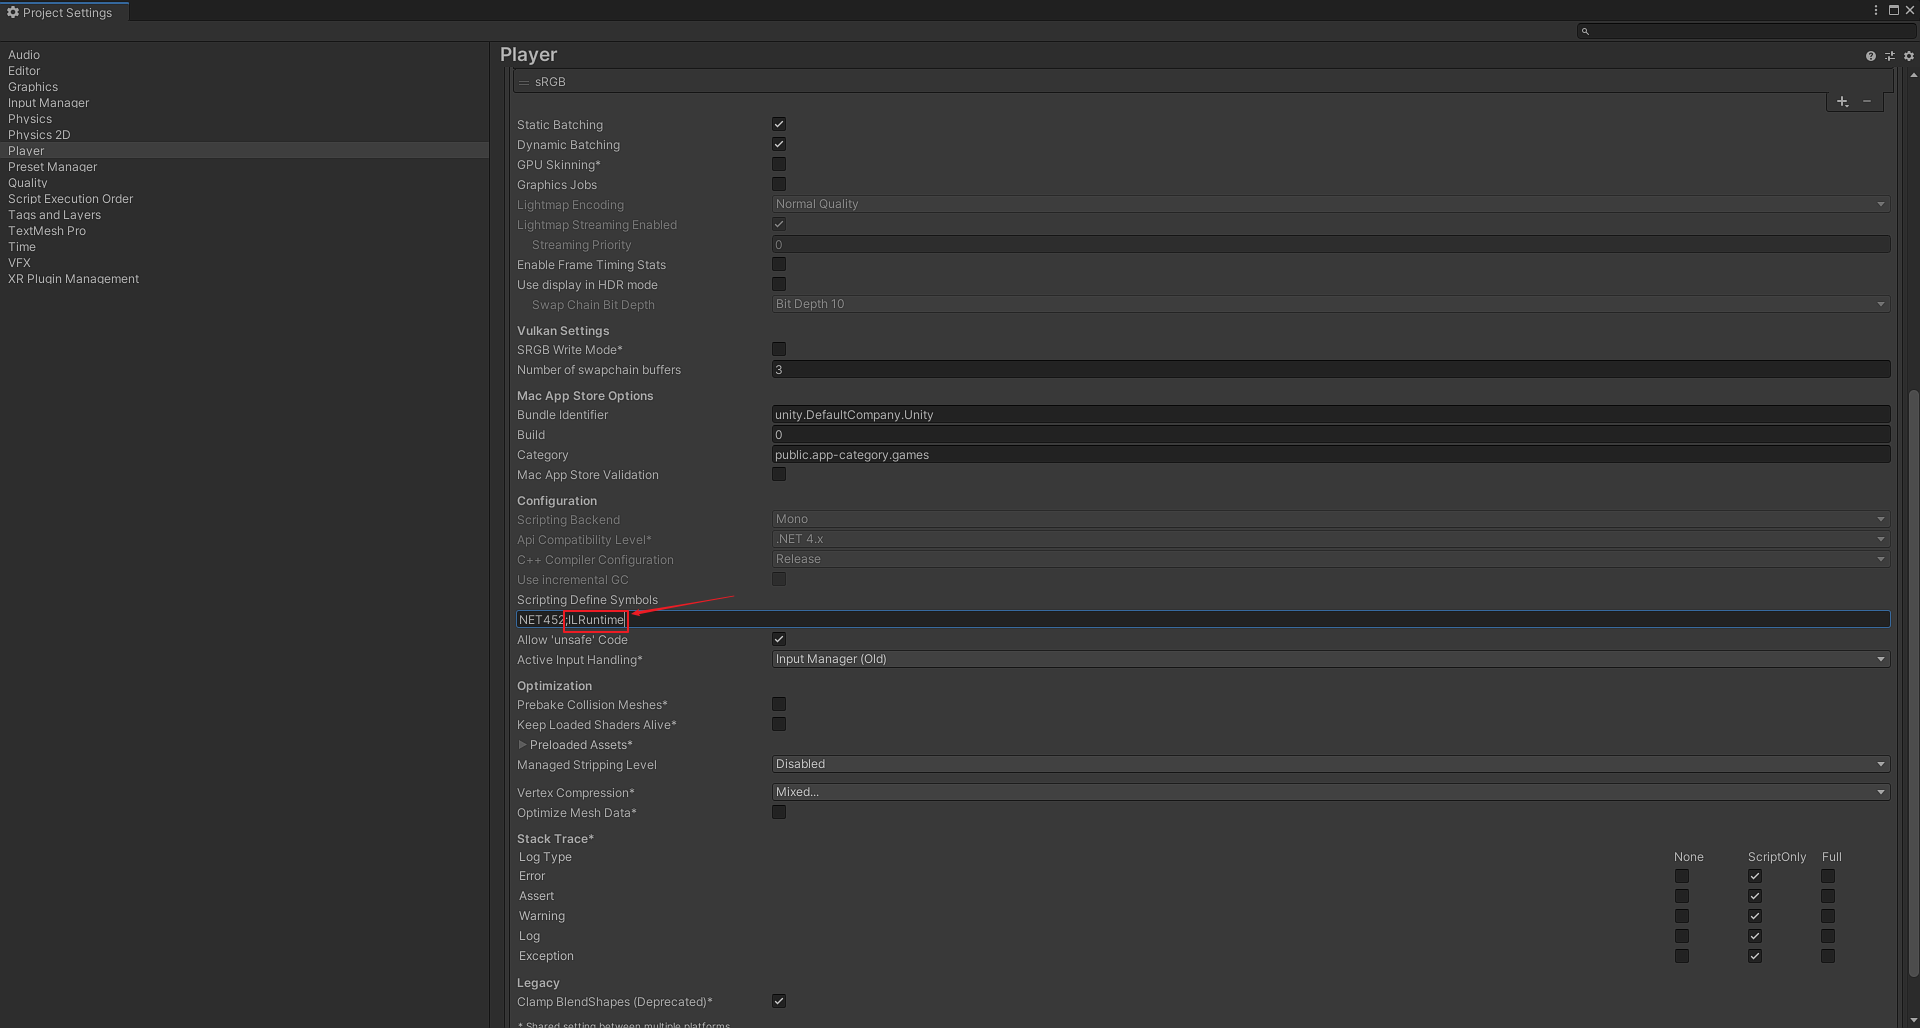 Project Settings
Audio
Editor
Graphics
Input Manager
Physics
Physics 2D
Player
Preset Manager
Quality
Script Execution Order
Tags and Layers
TextMesh Pro
Time
VFX
XR Plugin Management
Player
sRGB
Static Batching
Dynamic Batching
GPU Skinning*
Graphics Jobs
Lightmap Encoding Normal Quality
Lightmap Streaming Enabled
Streaming Priority 0
Enable Frame Timing Stats
Use display in HDR mode
Swap Chain Bit Depth Bit Depth 10
Vulkan Settings
SRGB Write Mode*
Number of swapchain buffers 3
Mac App Store Options
Bundle Identifier unity.DefaultCompany.Unity
Build 0
Category public.app-category.games
Mac App Store Validation
Configuration
Scripting Backend Mono
Api Compatibility Level* .NET 4.x
C++ Compiler Configuration Release
Use incremental GC
Scripting Define Symbols
NET452;ILRuntime
Allow 'unsafe' Code
Active Input Handling* Input Manager (Old)
Optimization
Prebake Collision Meshes*
Keep Loaded Shaders Alive*
Preloaded Assets*
Managed Stripping Level Disabled
Vertex Compression* Mixed...
Optimize Mesh Data*
Stack Trace*
Log Type None ScriptOnly Full
Error
Assert
Warning
Log
Exception
Legacy
Clamp BlendShapes (Deprecated)*
* Shared setting between multiple platforms.